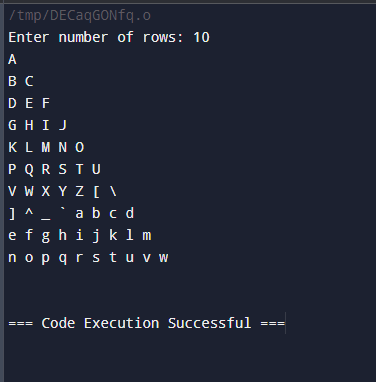 /tmp/DECaqGONfq.o
Enter number of rows: 10
A
B C
D E F
G H I J
K L M N O
P Q R S T U
V W X Y Z [ \
] ^ _ ` a b c d
e f g h i j k l m
n o p q r s t u v w
=== Code Execution Successful ===